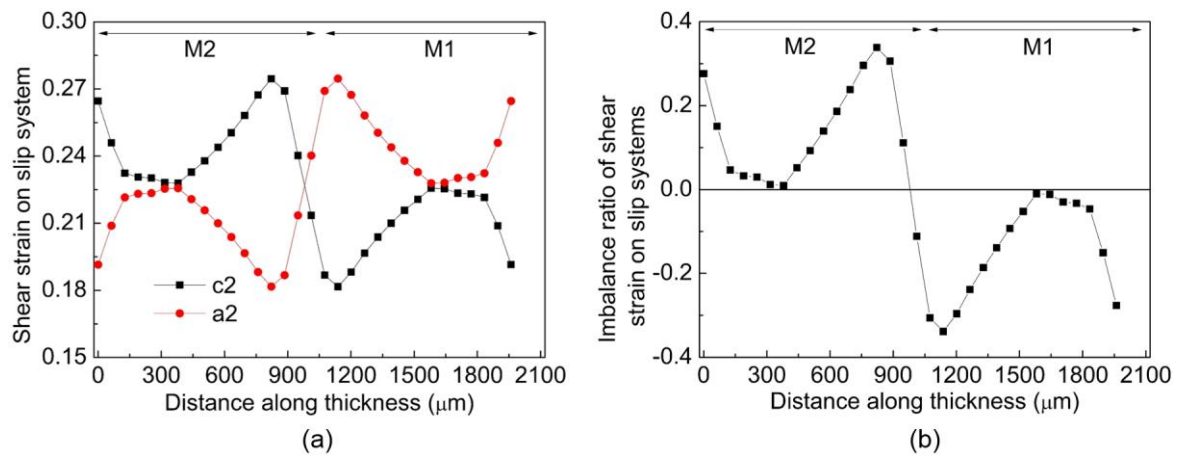 0.30
0.27
0.24
0.21
0.18
0.15
Shear strain on slip system
M2
M1
c2
a2
0 300 600 900 1200 1500 1800 2100
Distance along thickness (μm)
(a)
0.4
0.2
0.0
-0.2
-0.4
Imbalance ratio of shear
strain on slip systems
M2
M1
0 300 600 900 1200 1500 1800 2100
Distance along thickness (μm)
(b)